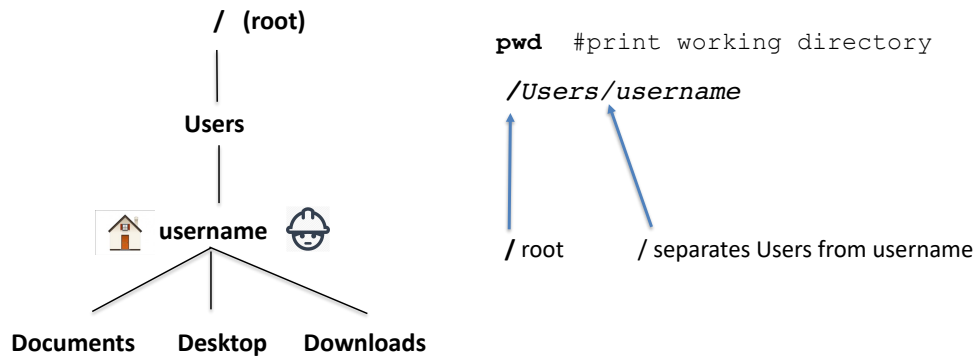 / (root)
Users
username
Documents Desktop Downloads
pwd #print working directory
/Users/username
/ root / separates Users from username